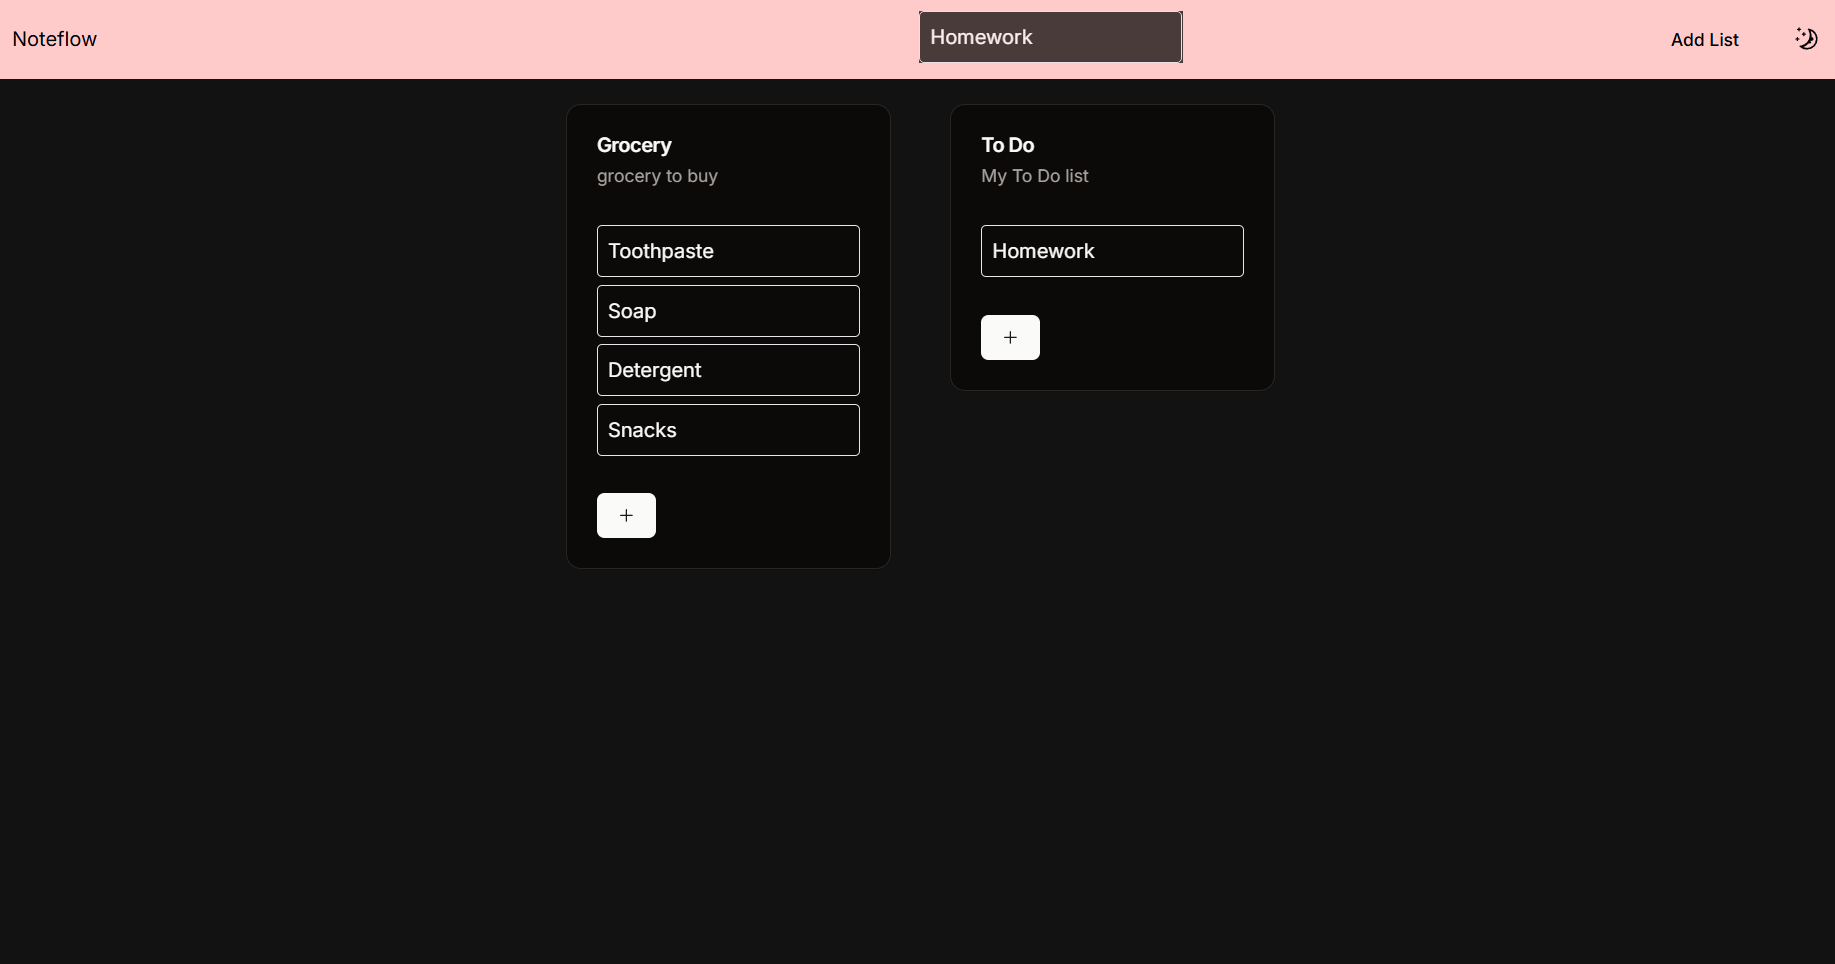 Noteflow
Homework
Add List
Grocery
grocery to buy
Toothpaste
Soap
Detergent
Snacks
+
To Do
My To Do list
Homework
+